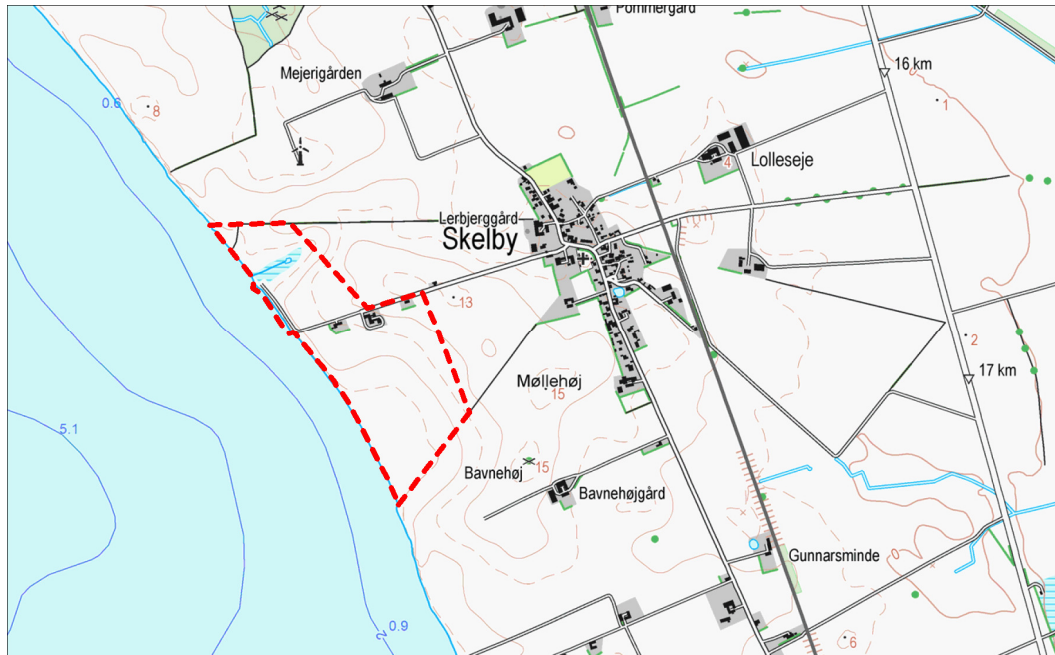 Pommergård
16 km
Mejerigården
0.6
8
1
Lolleseje
4
Lerbjerggård
Skelby
13
2
17 km
Møllehøj
15
5.1
Bavnehøj
15
Bavnehøjgård
Gunnarsminde
2
0.9
6